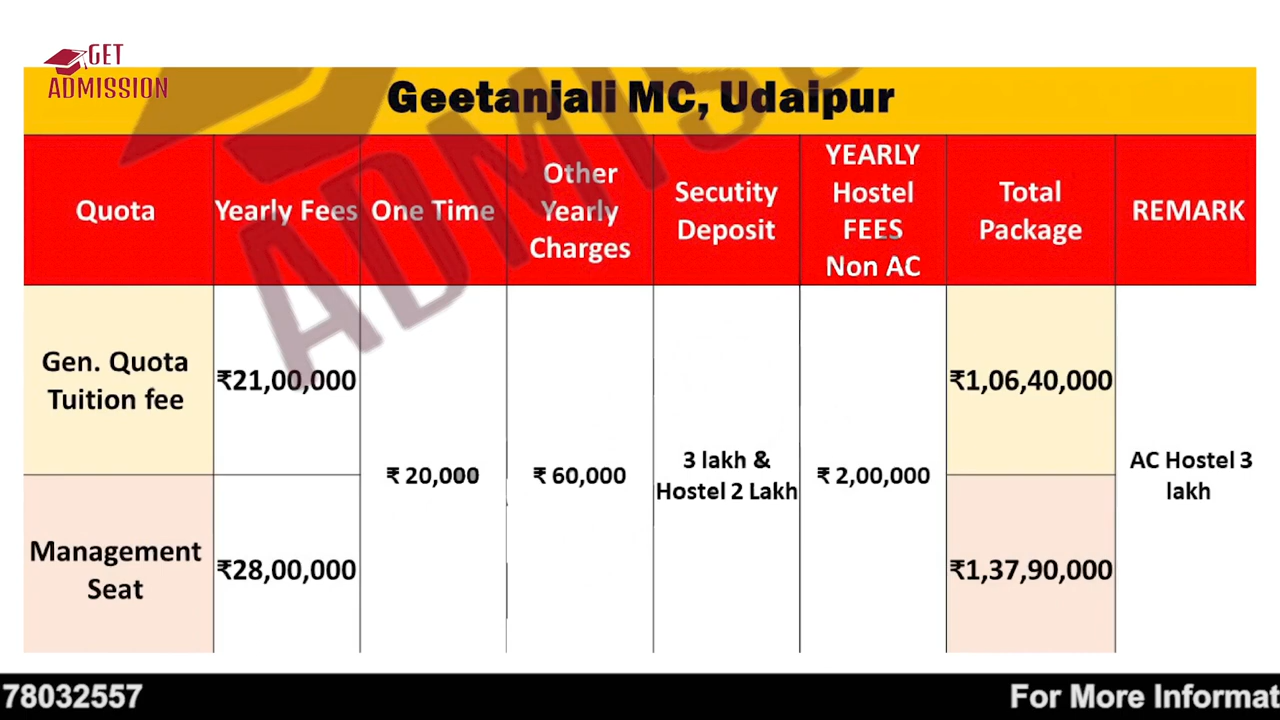 GET
ADMISSION
Geetanjali MC, Udaipur
Quota
Yearly Fees
One Time
Other
Yearly
Charges
Secutity
Deposit
YEARLY
Hostel
FEES
Non AC
Total
Package
REMARK
Gen. Quota
Tuition fee
₹21,00,000
₹1,06,40,000
₹ 20,000
₹ 60,000
3 lakh &
Hostel 2 Lakh
₹ 2,00,000
AC Hostel 3
lakh
Management
Seat
₹28,00,000
₹1,37,90,000
78032557
For More Informat